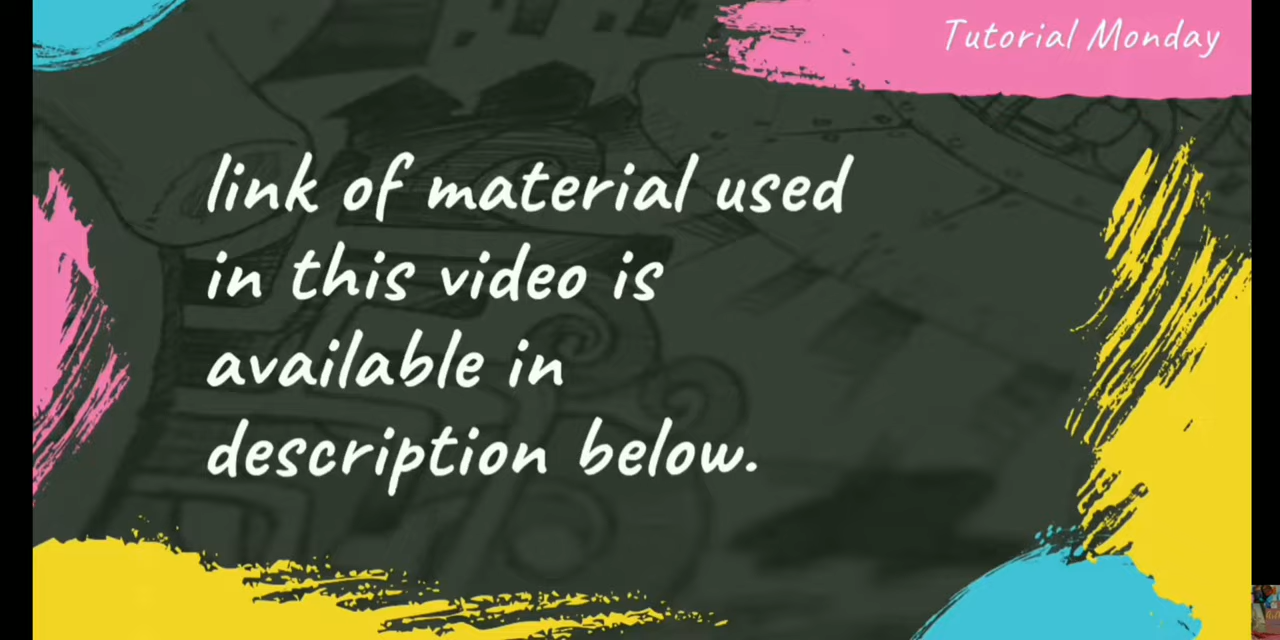 Tutorial Monday
link of material used
in this video is
available in
description below.